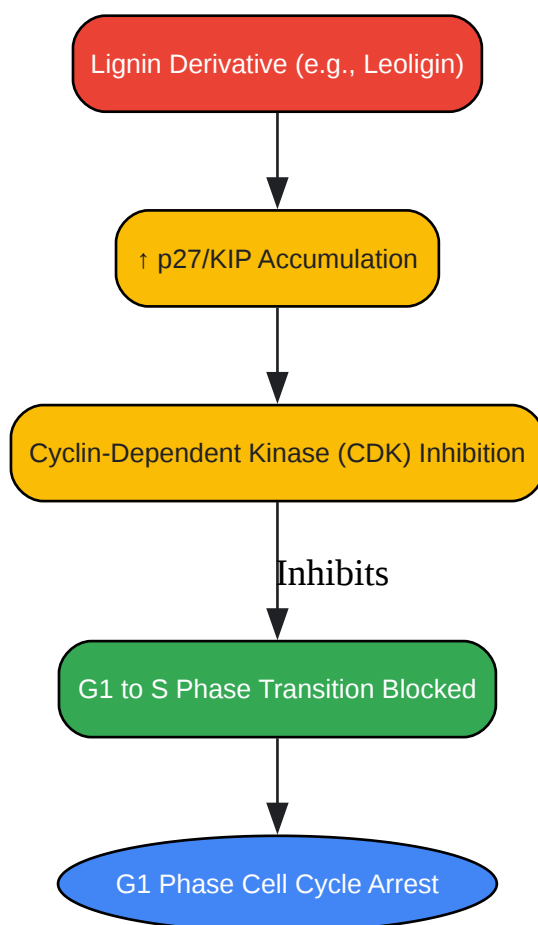 Lignin Derivative (e.g., Leoligin)
↑ p27/KIP Accumulation
Cyclin-Dependent Kinase (CDK) Inhibition
Inhibits
G1 to S Phase Transition Blocked
G1 Phase Cell Cycle Arrest